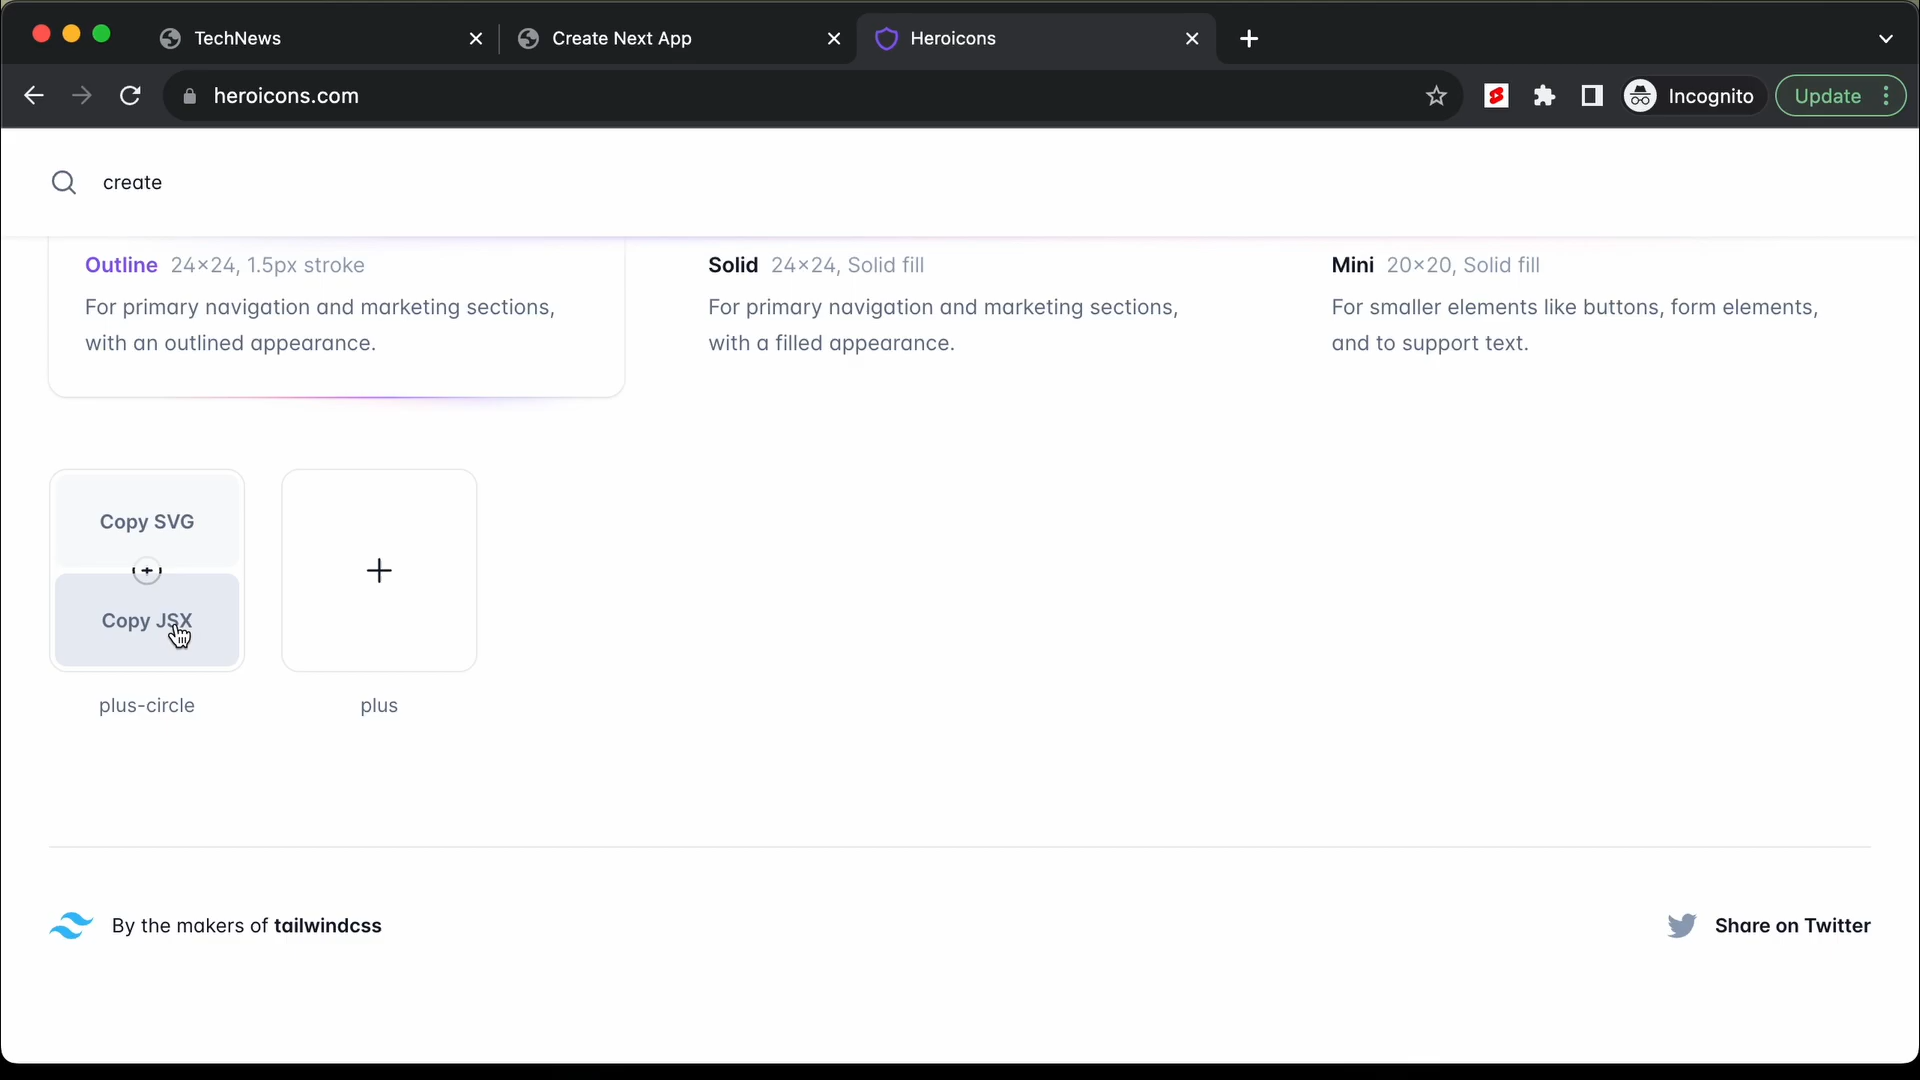 TechNews
Create Next App
Heroicons
heroicons.com
Incognito
Update
create
Outline 24×24, 1.5px stroke
For primary navigation and marketing sections,
with an outlined appearance.
Solid 24×24, Solid fill
For primary navigation and marketing sections,
with a filled appearance.
Mini 20×20, Solid fill
For smaller elements like buttons, form elements,
and to support text.
Copy SVG
Copy JSX
plus-circle
plus
By the makers of tailwindcss
Share on Twitter